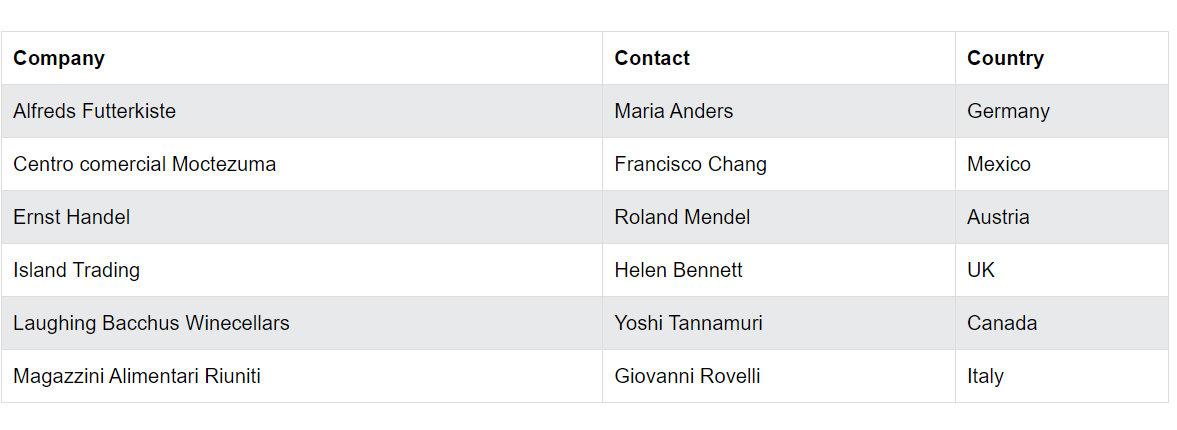 Company Contact Country
Alfreds Futterkiste Maria Anders Germany
Centro comercial Moctezuma Francisco Chang Mexico
Ernst Handel Roland Mendel Austria
Island Trading Helen Bennett UK
Laughing Bacchus Winecellars Yoshi Tannamuri Canada
Magazzini Alimentari Riuniti Giovanni Rovelli Italy